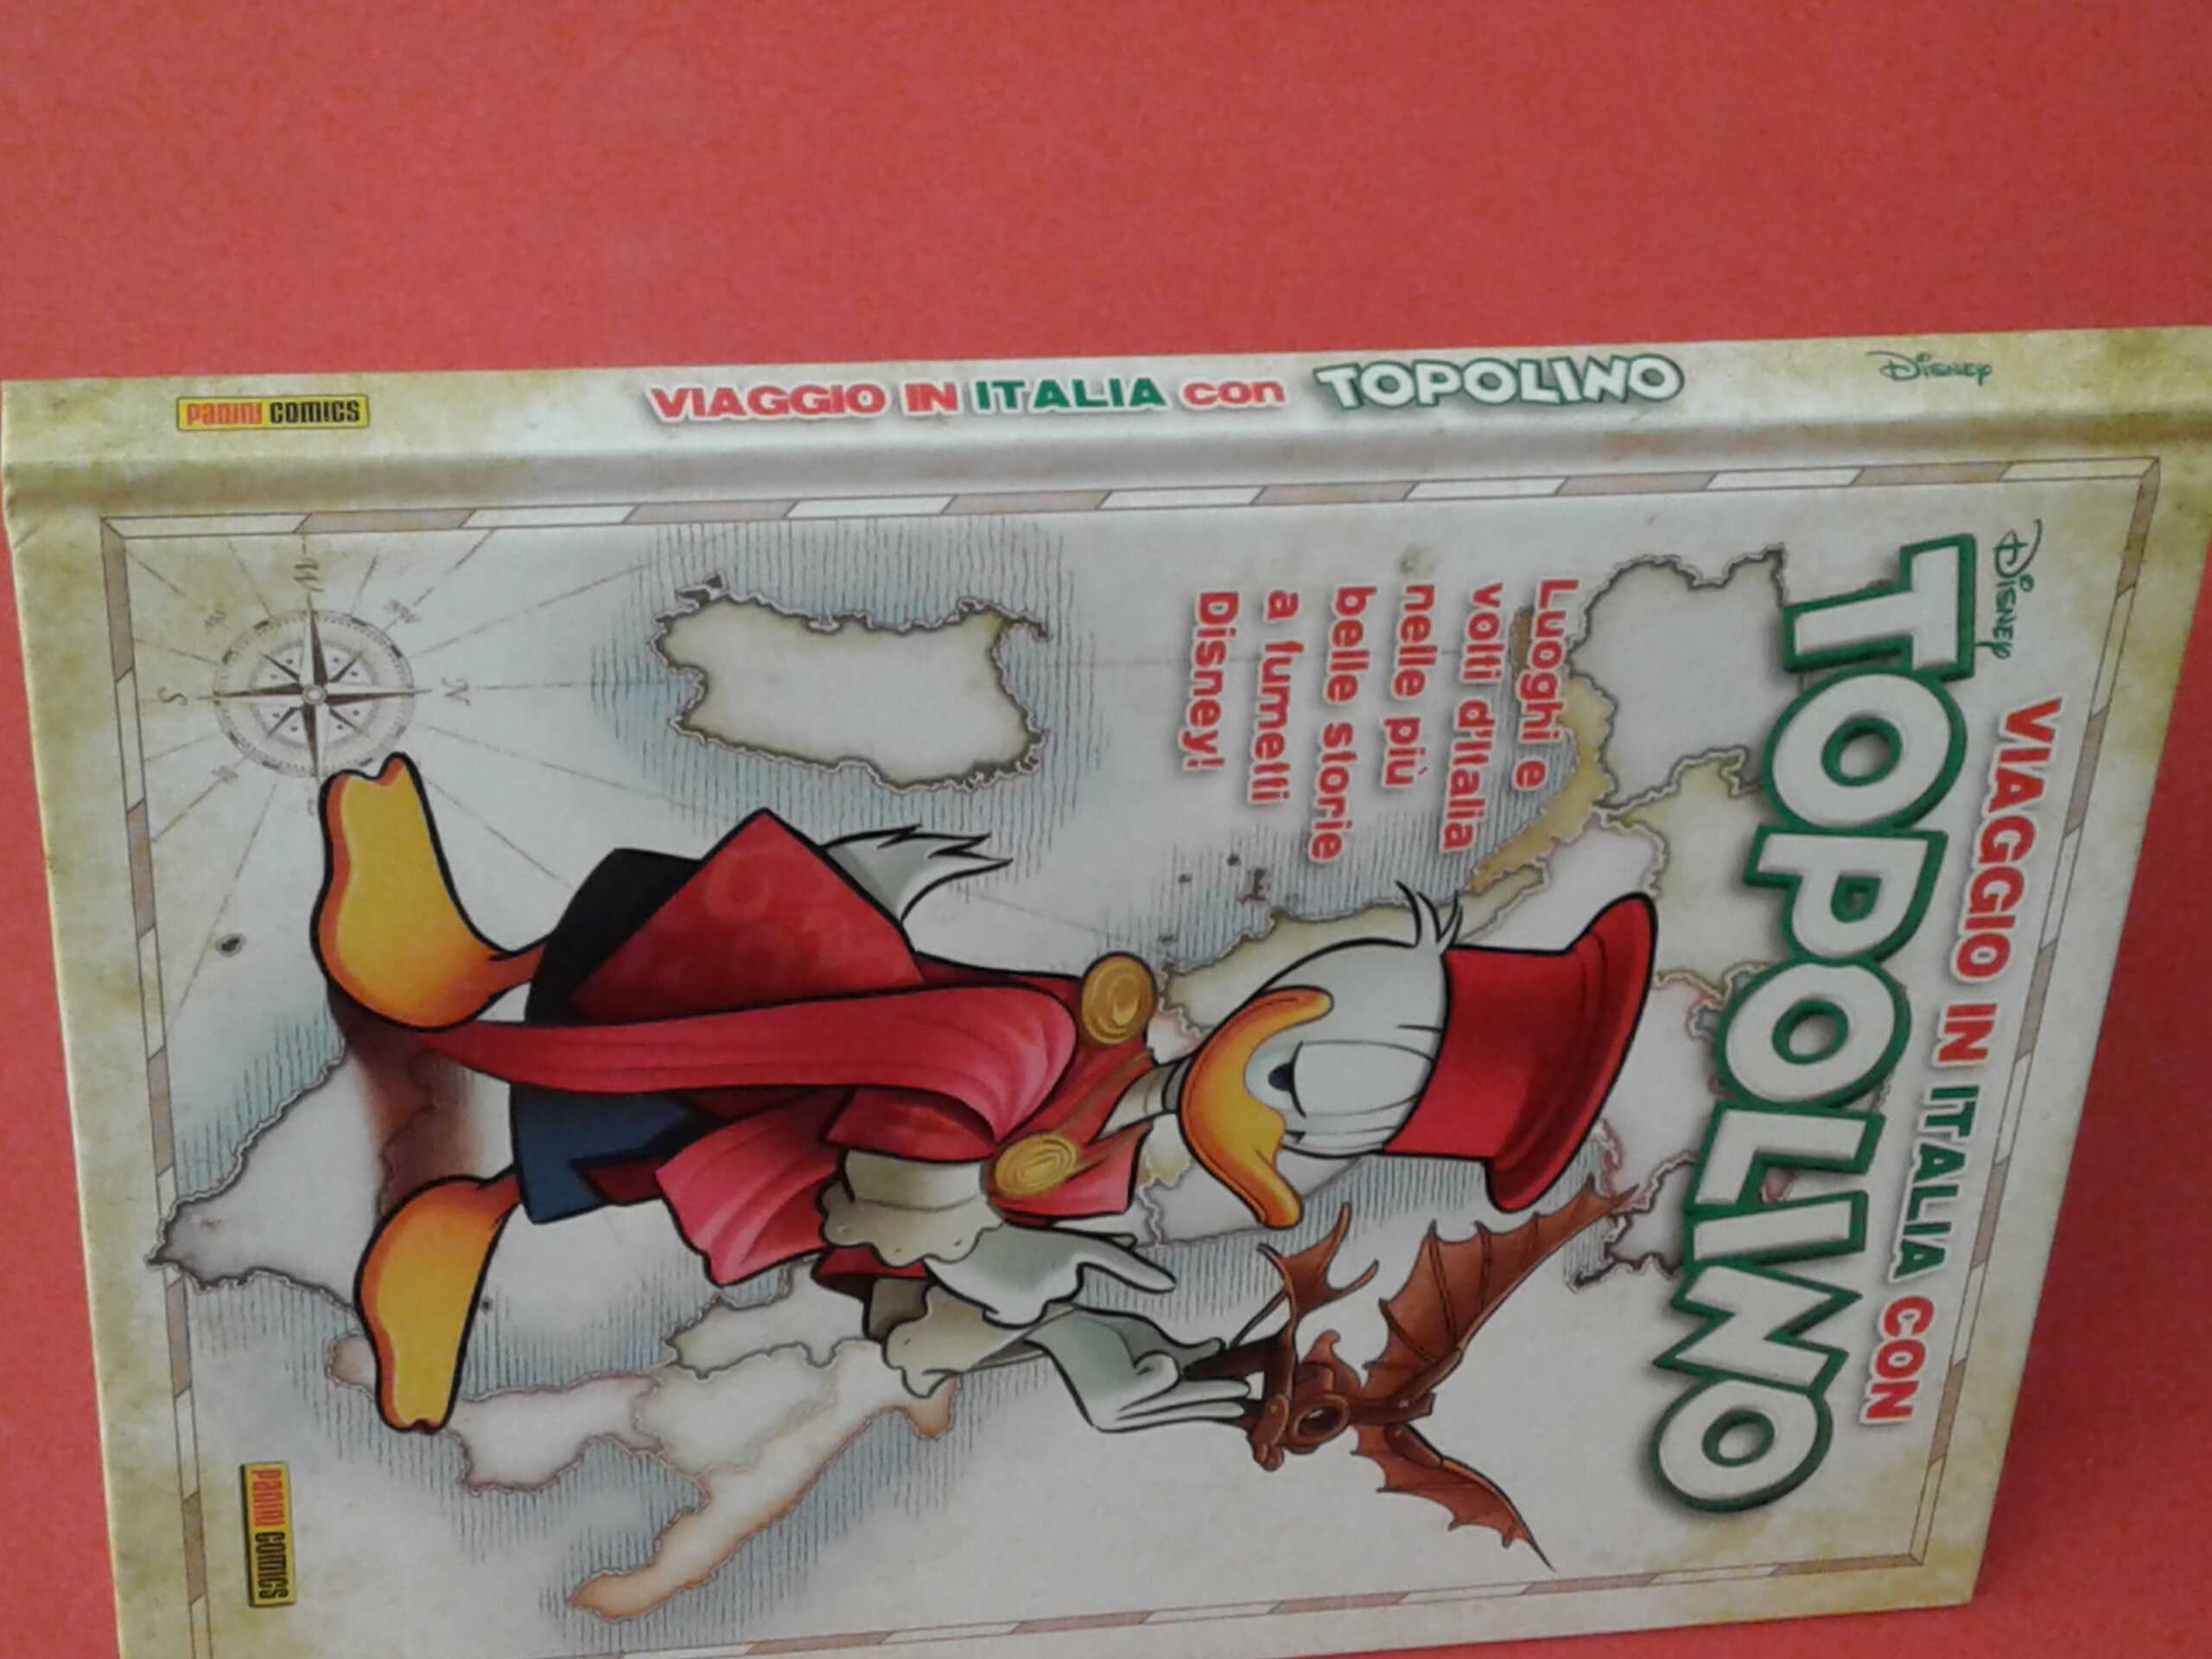 PANINI COMICS
VIAGGIO IN ITALIA con TOPOLINO
Disney
Disney
VIAGGIO IN ITALIA CON
TOPOLINO
Luoghi e
volti d'Italia
nelle più
belle storie
a fumetti
Disney!
W
N
S
PANINI COMICS